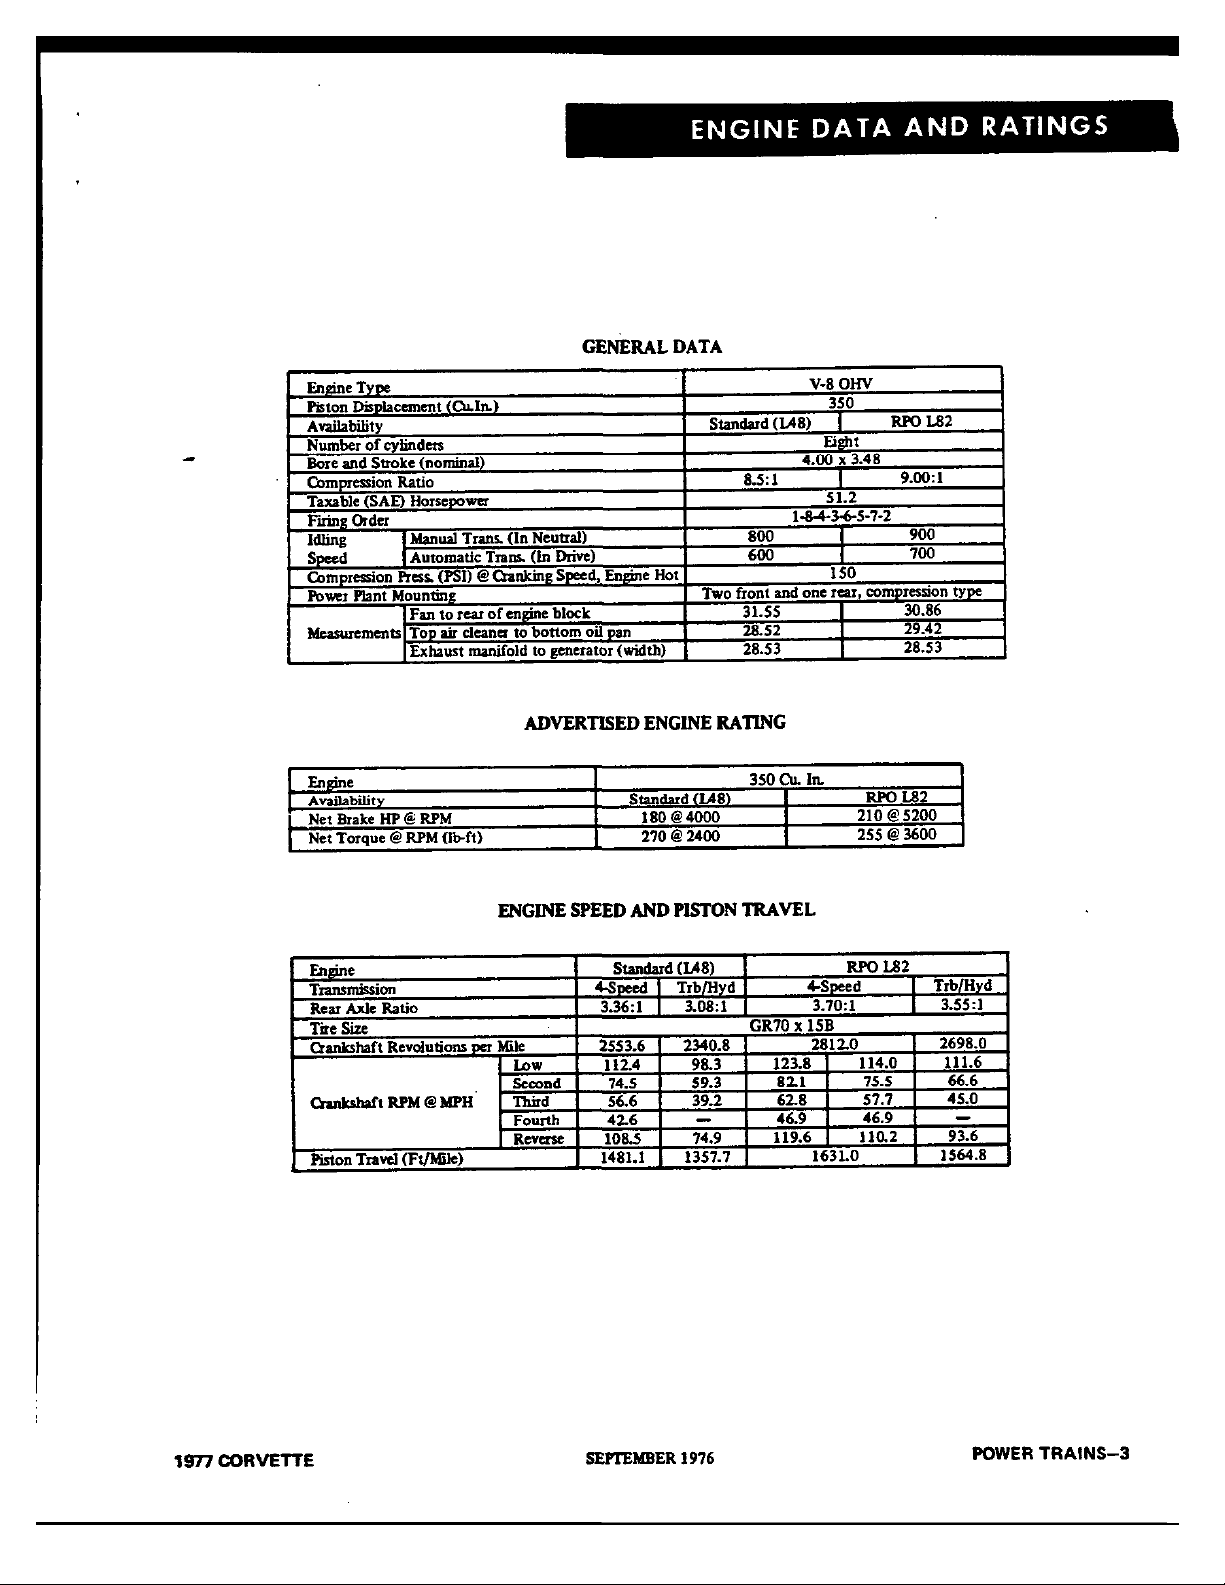 ENGINE DATA AND RATINGS
GENERAL DATA
Engine Type V-8 OHV
Piston Displacement (Cu.In.) 350
Availability Standard (L48) RPO L82
Number of cylinders Eight
Bore and Stroke (nominal) 4.00 x 3.48
Compression Ratio 8.5:1 9.00:1
Taxable (SAE) Horsepower 51.2
Firing Order 1-8-4-3-6-5-7-2
Idling Manual Trans. (In Neutral) 800 900
Speed Automatic Trans. (In Drive) 600 700
Compression Press. (PSI) @ Cranking Speed, Engine Hot 150
Power Plant Mounting Two front and one rear, compression type
Fan to rear of engine block 31.55 30.86
Measurements Top air cleaner to bottom oil pan 28.52 29.42
Exhaust manifold to generator (width) 28.53 28.53
ADVERTISED ENGINE RATING
Engine 350 Cu. In.
Availability Standard (L48) RPO L82
Net Brake HP @ RPM 180 @ 4000 210 @ 5200
Net Torque @ RPM (lb-ft) 270 @ 2400 255 @ 3600
ENGINE SPEED AND PISTON TRAVEL
Engine Standard (L48) RPO L82
Transmission 4-Speed Trb/Hyd 4-Speed Trb/Hyd
Rear Axle Ratio 3.36:1 3.08:1 3.70:1 3.55:1
Tire Size GR70 x 15B
Crankshaft Revolutions per Mile 2553.6 2340.8 2812.0 2698.0
Low 112.4 98.3 123.8 114.0 111.6
Second 74.5 59.3 82.1 75.5 66.6
Crankshaft RPM @ MPH Third 56.6 39.2 62.8 57.7 45.0
Fourth 42.6 — 46.9 46.9 —
Reverse 108.5 74.9 119.6 110.2 93.6
Piston Travel (Ft/Mile) 1481.1 1357.7 1631.0 1564.8
1977 CORVETTE SEPTEMBER 1976 POWER TRAINS—3